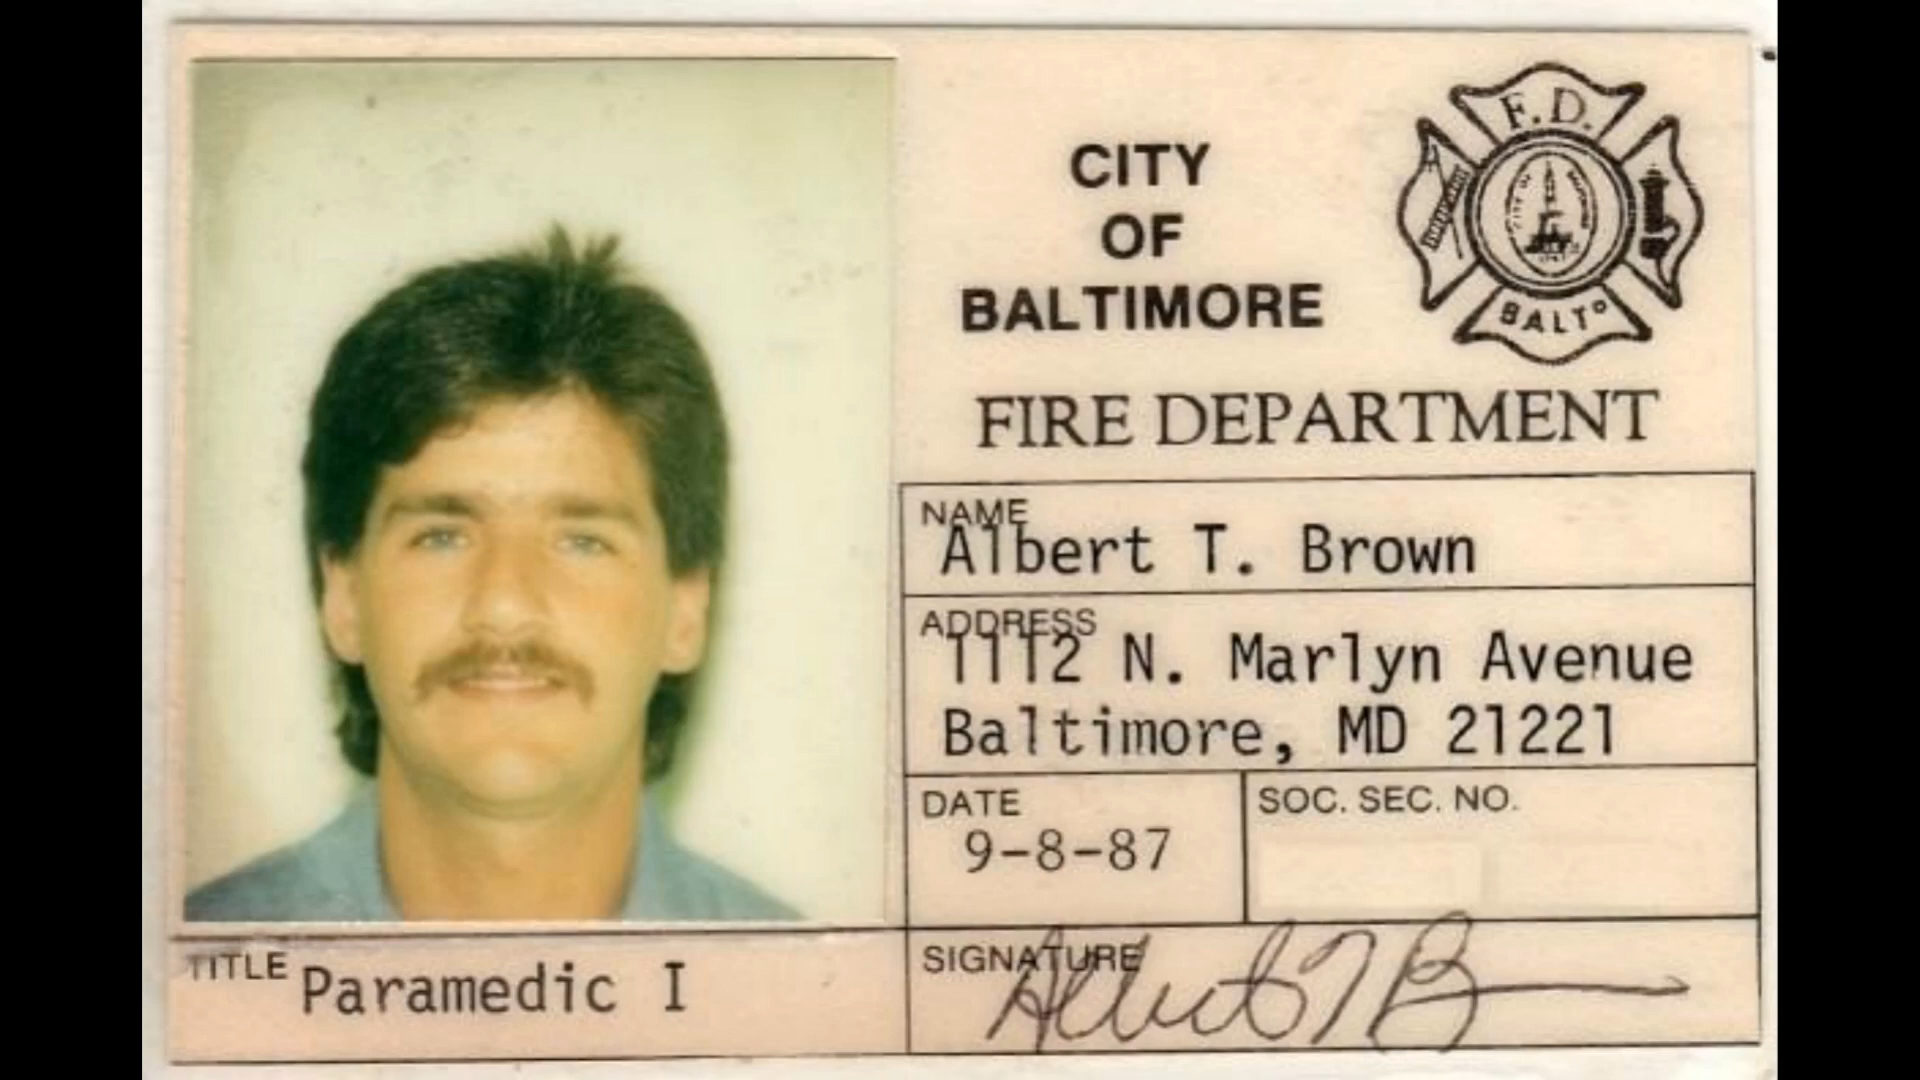 CITY
OF
BALTIMORE
F.D.
BALTO
FIRE DEPARTMENT
NAME
Albert T. Brown
ADDRESS
1112 N. Marlyn Avenue
Baltimore, MD 21221
DATE
9-8-87
SOC. SEC. NO.
TITLE Paramedic I
SIGNATURE
Albert T B